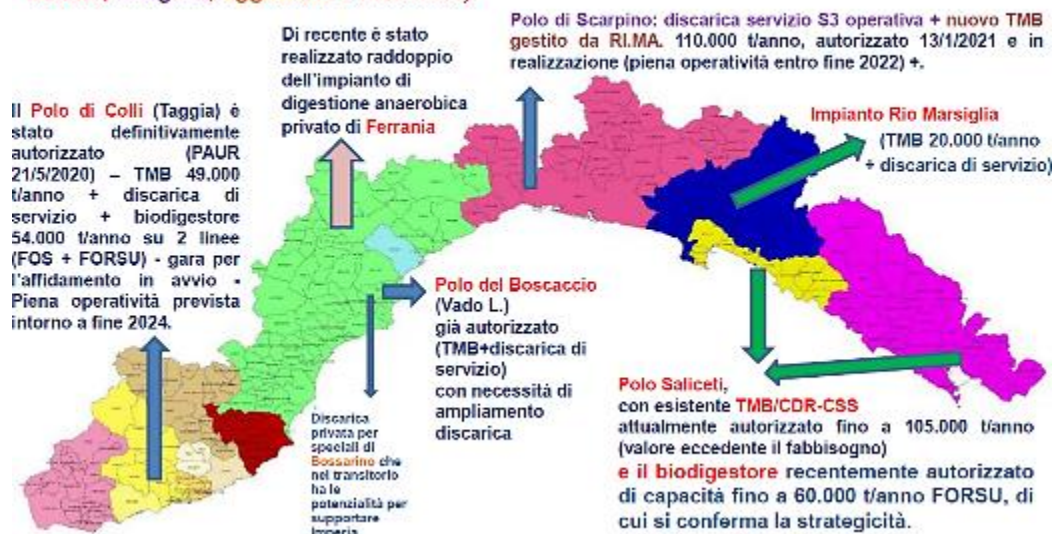 Polo di Scarpino: discarica servizio S3 operativa + nuovo TMB
gestito da RI.MA. 110.000 t/anno, autorizzato 13/1/2021 e in
realizzazione (piena operatività entro fine 2022) +.
Di recente è stato
realizzato raddoppio
dell'impianto di
digestione anaerobica
privato di Ferrania
Il Polo di Colli (Taggia) è
stato definitivamente
autorizzato (PAUR
21/5/2020) – TMB 49.000
t/anno + discarica di
servizio + biodigestore
54.000 t/anno su 2 linee
(FOS + FORSU) - gara per
l'affidamento in avvio -
Piena operatività prevista
intorno a fine 2024.
Impianto Rio Marsiglia
(TMB 20.000 t/anno
+ discarica di servizio)
Polo del Boscaccio
(Vado L.)
già autorizzato
(TMB+discarica di
servizio)
con necessità di
ampliamento
discarica
Discarica
privata per
speciali di
Bossarino che
nel transitorio
ha le
potenzialità per
supportare
Imperia
Polo Saliceti,
con esistente TMB/CDR-CSS
attualmente autorizzato fino a 105.000 t/anno
(valore eccedente il fabbisogno)
e il biodigestore recentemente autorizzato
di capacità fino a 60.000 t/anno FORSU, di
cui si conferma la strategicità.